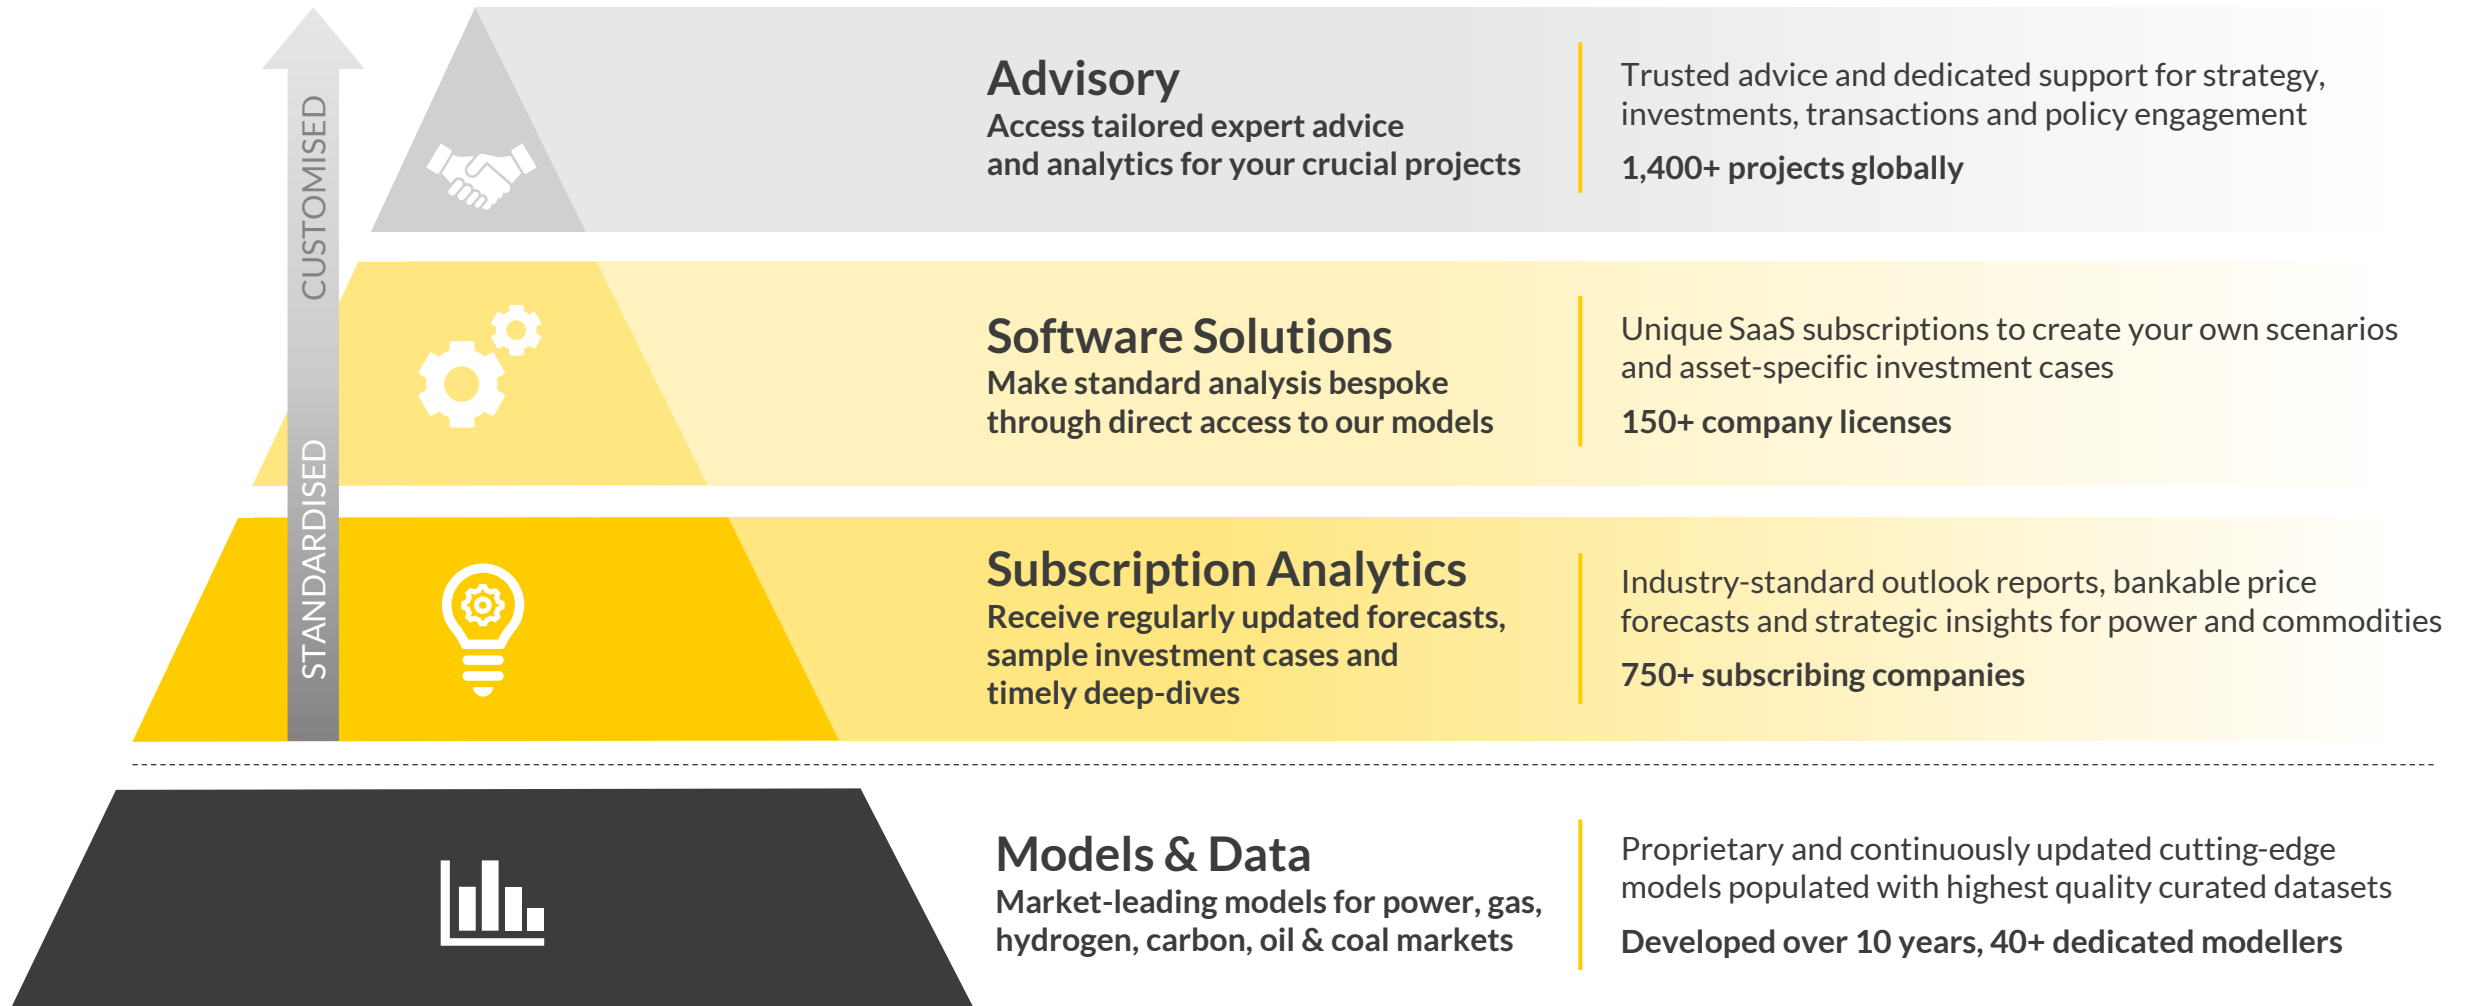 CUSTOMISED
STANDARDISED
Advisory
Access tailored expert advice
and analytics for your crucial projects
Trusted advice and dedicated support for strategy,
investments, transactions and policy engagement
1,400+ projects globally
Software Solutions
Make standard analysis bespoke
through direct access to our models
Unique SaaS subscriptions to create your own scenarios
and asset-specific investment cases
150+ company licenses
Subscription Analytics
Receive regularly updated forecasts,
sample investment cases and
timely deep-dives
Industry-standard outlook reports, bankable price
forecasts and strategic insights for power and commodities
750+ subscribing companies
Models & Data
Market-leading models for power, gas,
hydrogen, carbon, oil & coal markets
Proprietary and continuously updated cutting-edge
models populated with highest quality curated datasets
Developed over 10 years, 40+ dedicated modellers